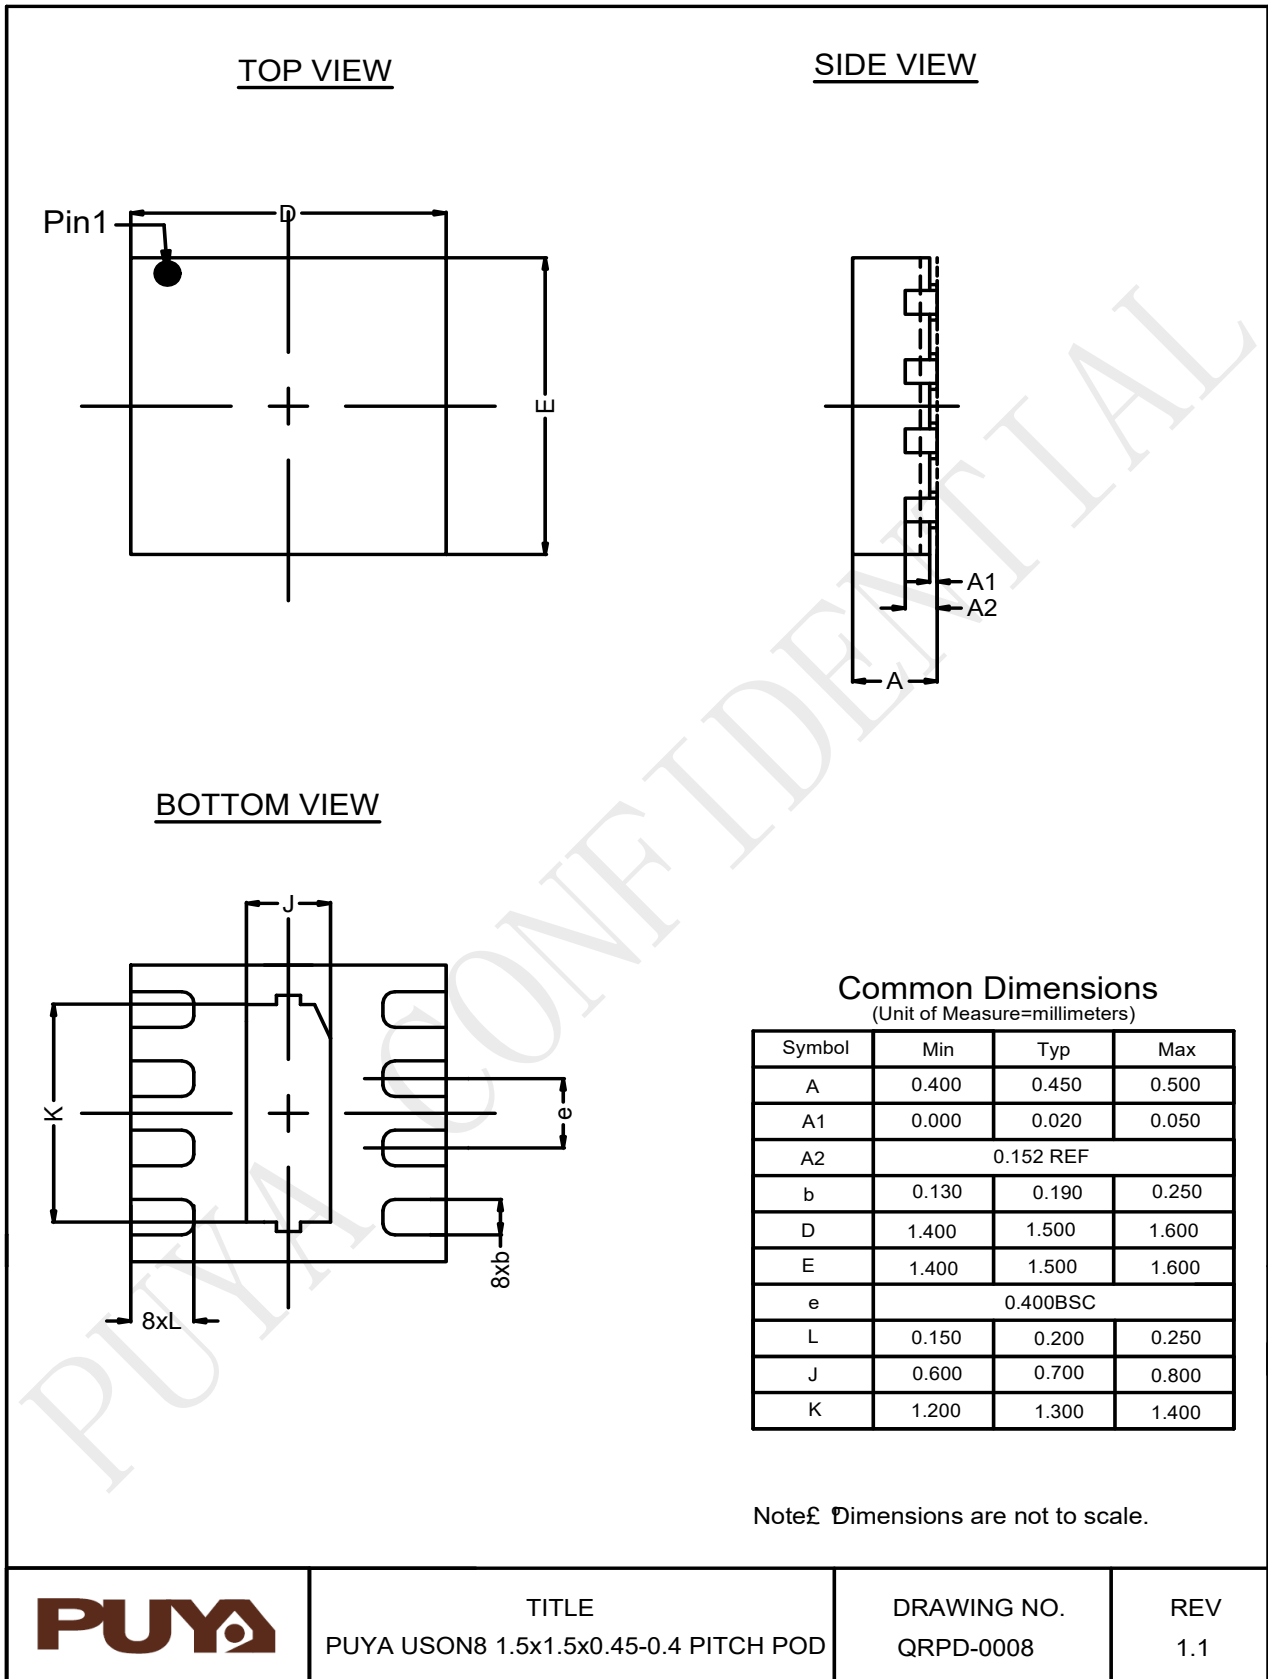 TOP VIEW
SIDE VIEW
Pin1
D
E
A1
A2
A
BOTTOM VIEW
J
K
e
8xb
8xL
Common Dimensions
(Unit of Measure=millimeters)
Symbol Min Typ Max
A 0.400 0.450 0.500
A1 0.000 0.020 0.050
A2 0.152 REF
b 0.130 0.190 0.250
D 1.400 1.500 1.600
E 1.400 1.500 1.600
e 0.400BSC
L 0.150 0.200 0.250
J 0.600 0.700 0.800
K 1.200 1.300 1.400
Note£ Dimensions are not to scale.
PUYA CONFIDENTIAL
PUYA
TITLE
PUYA USON8 1.5x1.5x0.45-0.4 PITCH POD
DRAWING NO.
QRPD-0008
REV
1.1